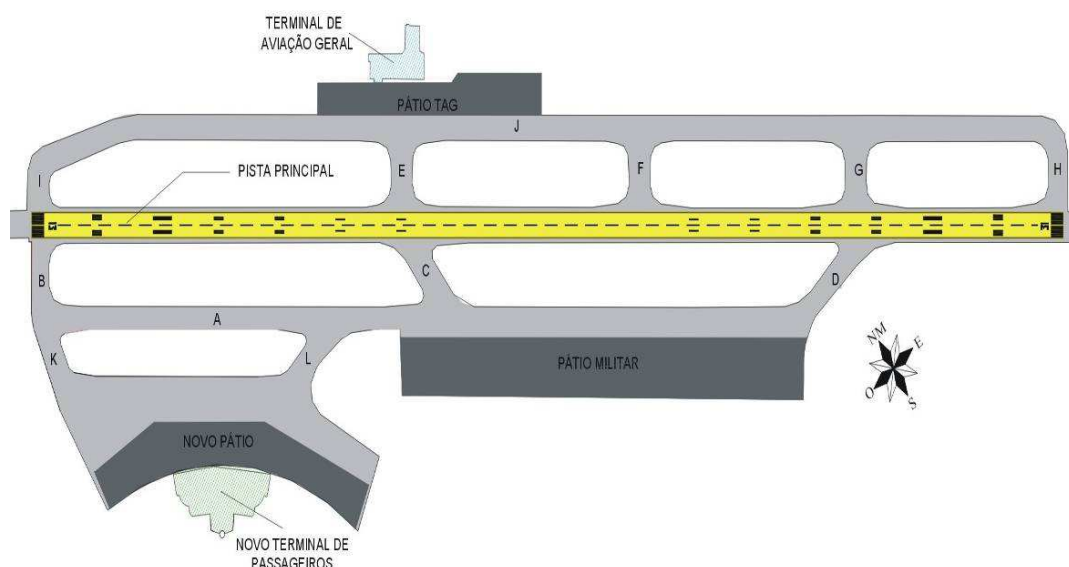 TERMINAL DE
AVIAÇÃO GERAL
PÁTIO TAG
J
I
PISTA PRINCIPAL
E
F
G
H
B
C
D
A
K
L
PÁTIO MILITAR
NM
E
O
S
NOVO PÁTIO
NOVO TERMINAL DE
PASSAGEIROS